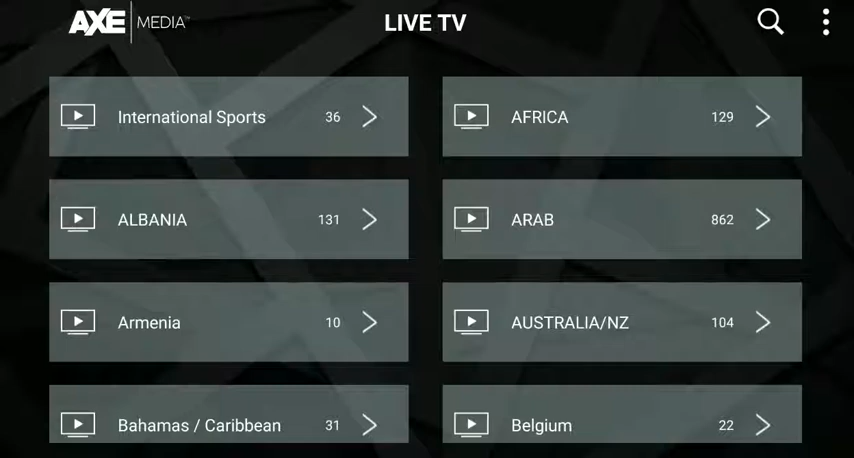 AXE MEDIA™
LIVE TV
International Sports 36
AFRICA 129
ALBANIA 131
ARAB 862
Armenia 10
AUSTRALIA/NZ 104
Bahamas / Caribbean 31
Belgium 22